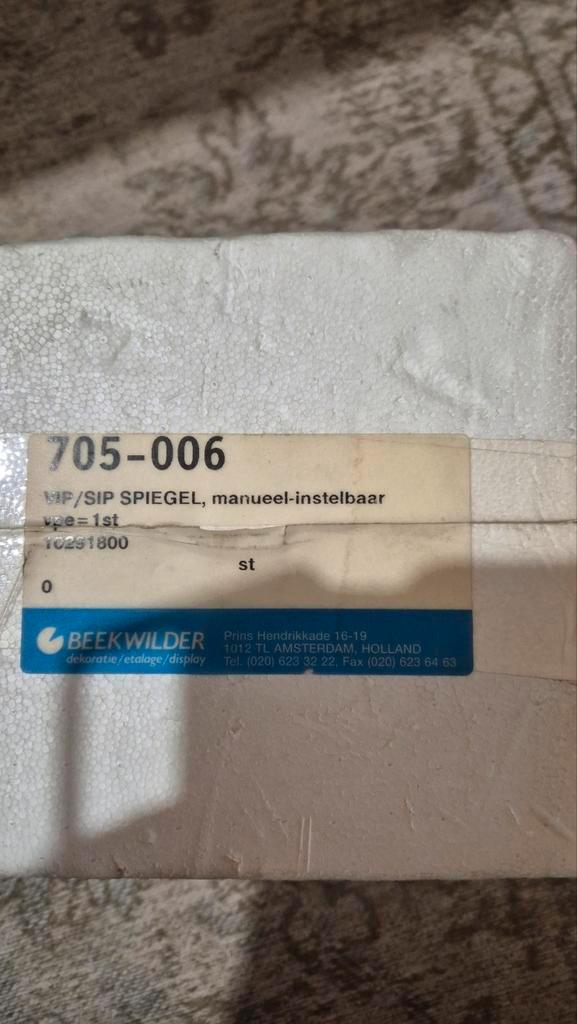 705-006
VIP/SIP SPIEGEL, manueel-instelbaar
vpe=1st
10291800
st
0
BEEKWILDER
dekoratie/etalage/display
Prins Hendrikkade 16-19
1012 TL AMSTERDAM, HOLLAND
Tel. (020) 623 32 22, Fax (020) 623 64 63